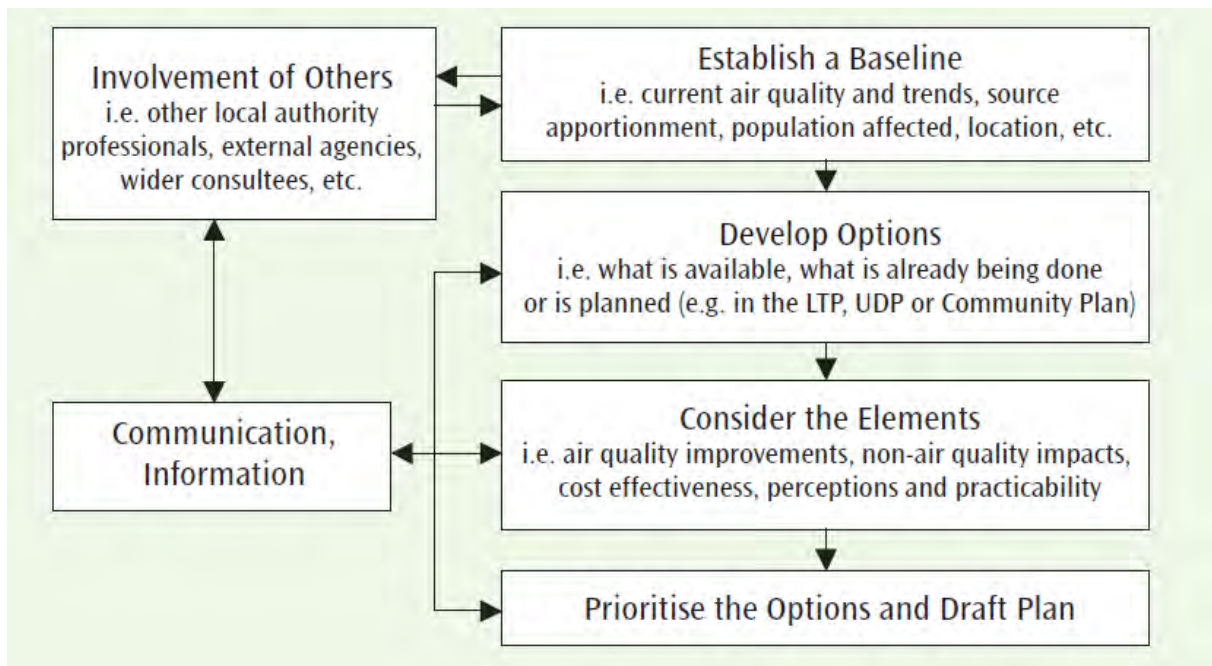 Involvement of Others
i.e. other local authority
professionals, external agencies,
wider consultees, etc.
Establish a Baseline
i.e. current air quality and trends, source
apportionment, population affected, location, etc.
Develop Options
i.e. what is available, what is already being done
or is planned (e.g. in the LTP, UDP or Community Plan)
Communication,
Information
Consider the Elements
i.e. air quality improvements, non-air quality impacts,
cost effectiveness, perceptions and practicability
Prioritise the Options and Draft Plan